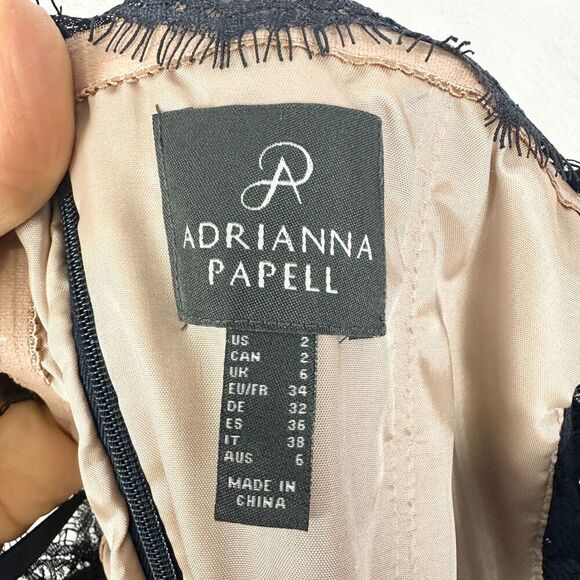 ADRIANNA
PAPELL
US 2
CAN 2
UK 6
EU/FR 34
DE 32
ES 36
IT 38
AUS 6
MADE IN
CHINA